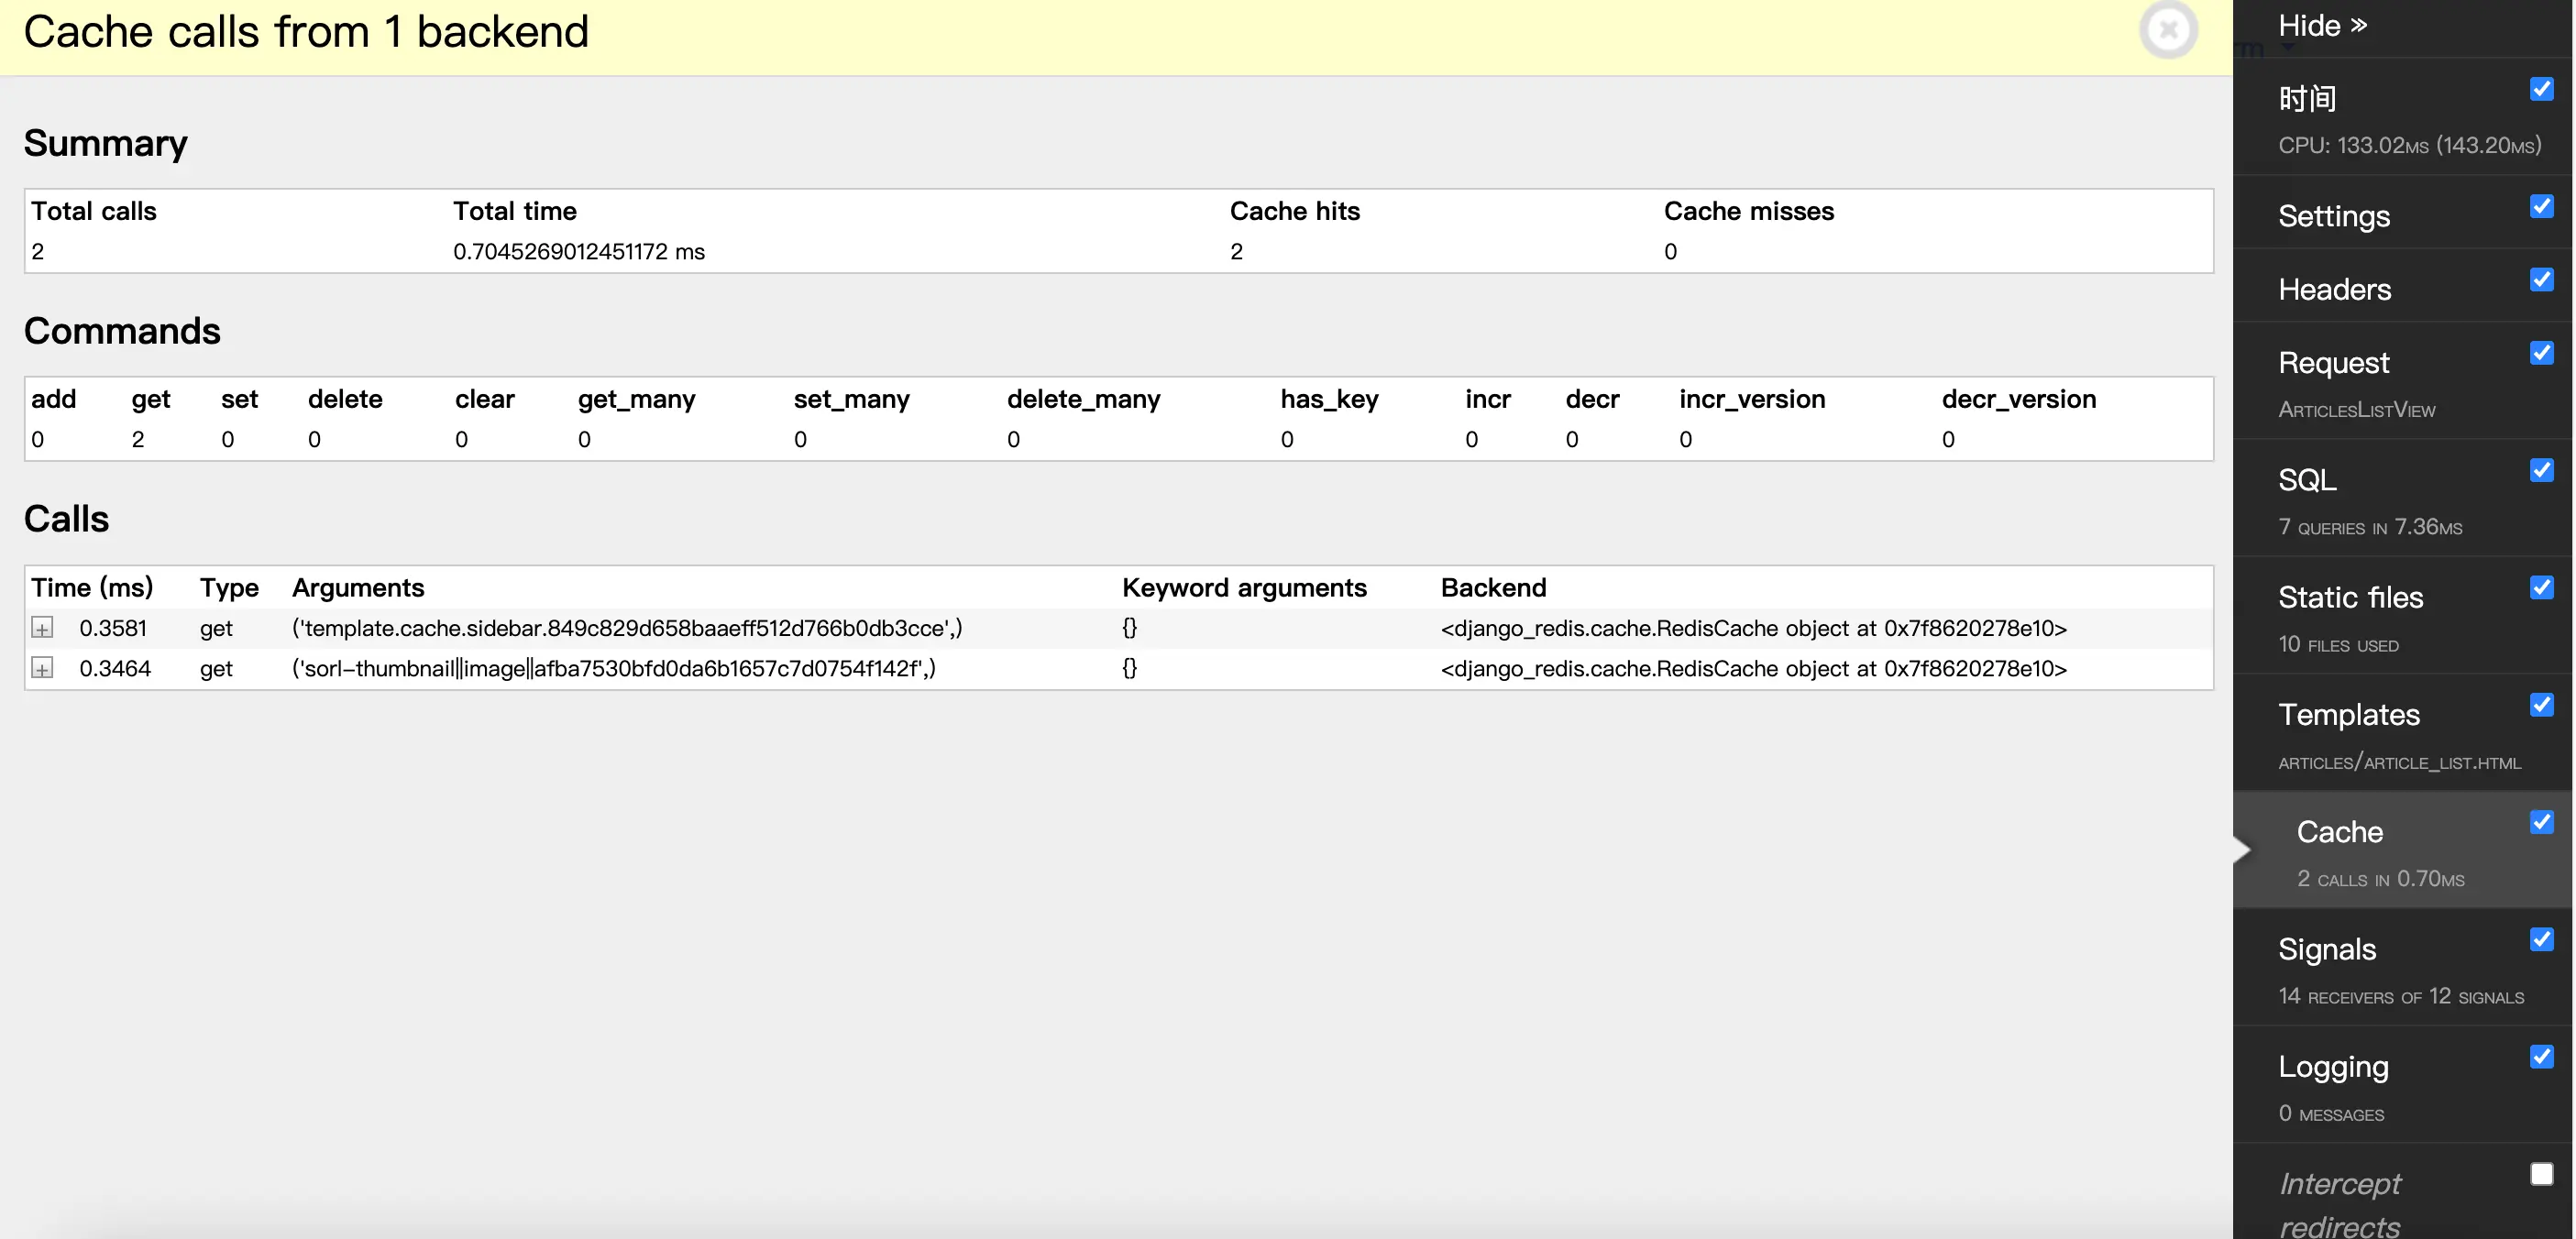 Cache calls from 1 backend
Summary
Total calls Total time Cache hits Cache misses
2 0.7045269012451172 ms 2 0
Commands
add get set delete clear get_many set_many delete_many has_key incr decr incr_version decr_version
0 2 0 0 0 0 0 0 0 0 0 0 0
Calls
Time (ms) Type Arguments Keyword arguments Backend
0.3581 get ('template.cache.sidebar.849c829d658baaeff512d766b0db3cce',) {} <django_redis.cache.RedisCache object at 0x7f8620278e10>
0.3464 get ('sorl-thumbnail||image||afba7530bfd0da6b1657c7d0754f142f',) {} <django_redis.cache.RedisCache object at 0x7f8620278e10>
Hide »
时间
CPU: 133.02ms (143.20ms)
Settings
Headers
Request
ArticlesListView
SQL
7 queries in 7.36ms
Static files
10 files used
Templates
articles/article_list.html
Cache
2 calls in 0.70ms
Signals
14 receivers of 12 signals
Logging
0 messages
Intercept
redirects